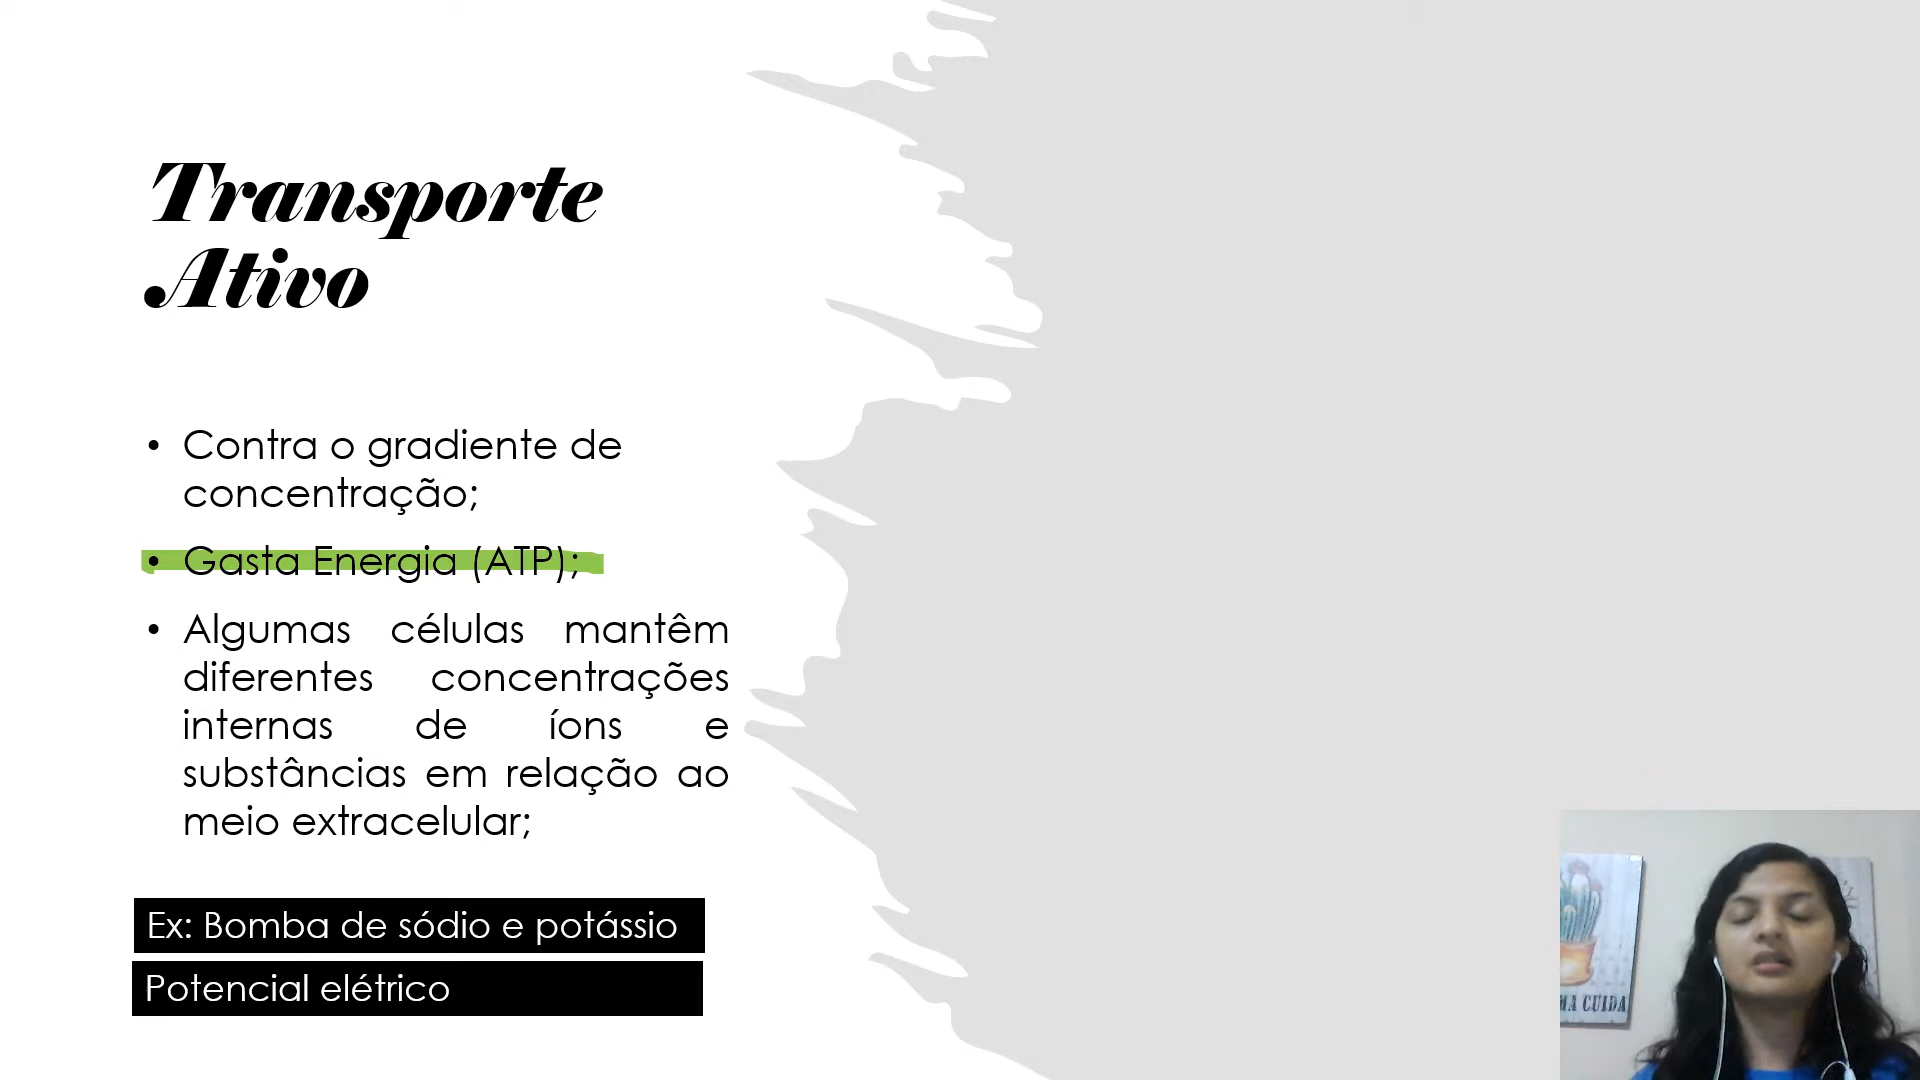 Transporte
Ativo
• Contra o gradiente de
concentração;
• Gasta Energia (ATP);
• Algumas células mantêm
diferentes concentrações
internas de íons e
substâncias em relação ao
meio extracelular;
Ex: Bomba de sódio e potássio
Potencial elétrico
CUIDA